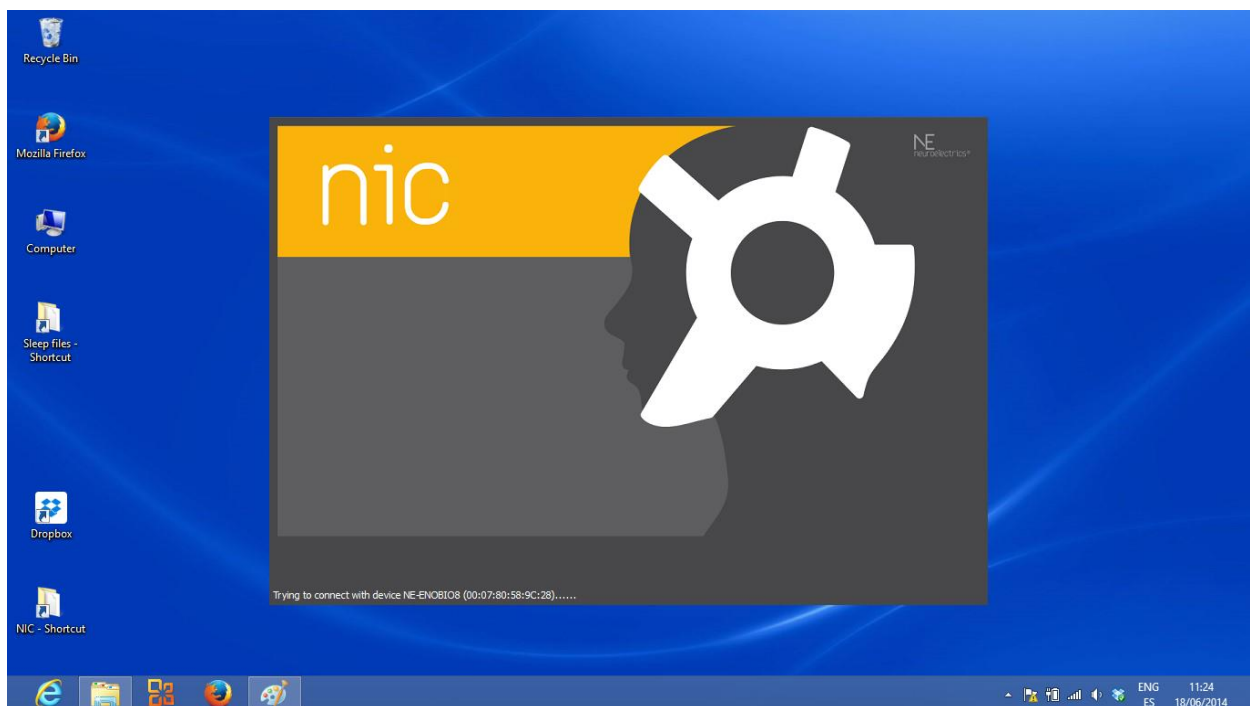 Recycle Bin
Mozilla Firefox
Computer
Sleep files -
Shortcut
Dropbox
NIC - Shortcut
nic
NE
neuroelectrics®
Trying to connect with device NE-ENOBIO8 (00:07:80:58:9C:28)......
ENG
ES
11:24
18/06/2014